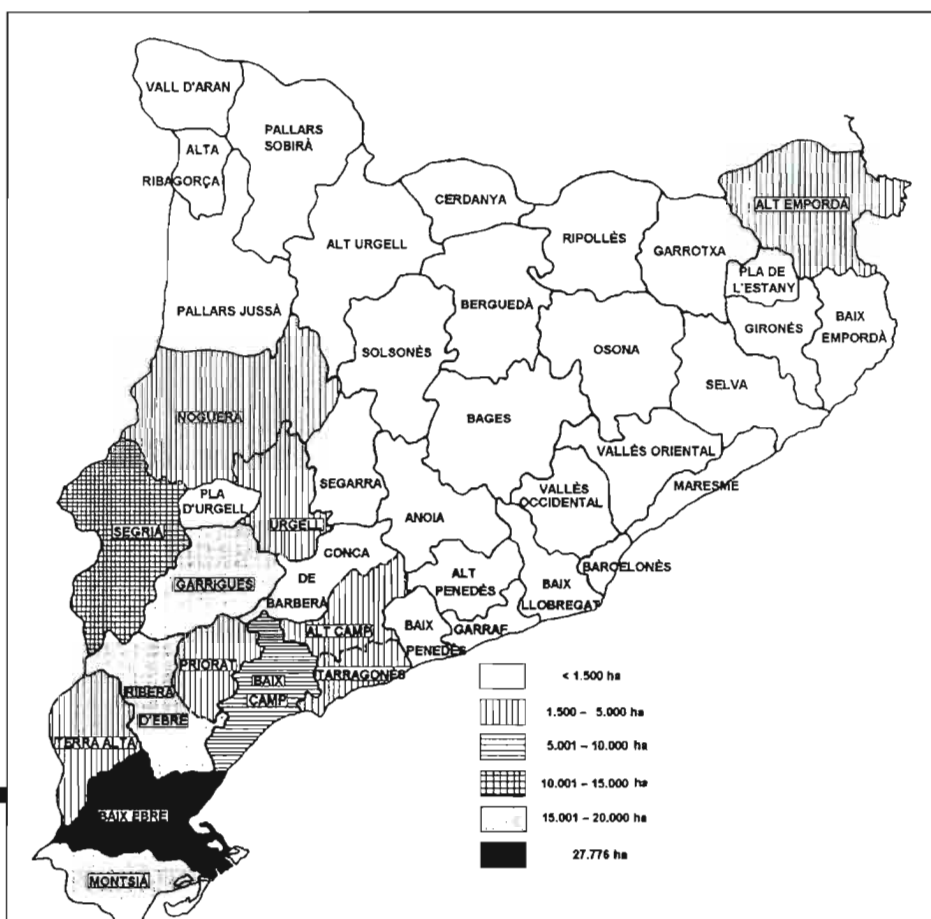 VALL D'ARAN
PALLARS
SOBIRÀ
ALTA
RIBAGORÇA
CERDANYA
ALT URGELL
RIPOLLÈS
GARROTXA
ALT EMPORDÀ
PLA DE
L'ESTANY
BERGUEDÀ
PALLARS JUSSÀ
GIRONÉS
BAIX
EMPORDÀ
SOLSONÈS
OSONA
SELVA
NOGUERA
BAGES
VALLÉS ORIENTAL
SEGARRA
PLA
D'URGELL
VALLÈS
OCCIDENTAL
MARESME
ANOIA
URGELL
SEGRIÀ
CONCA
DE
BARBERÀ
GARRIGUES
ALT
PENEDÈS
BARCELONÈS
BAIX
LLOBREGAT
ALT CAMP
BAIX
PENEDÈS
GARRAF
PRIORAT
TARRAGONÈS
BAIX
CAMP
RIBERA
D'EBRE
TERRA ALTA
BAIX EBRE
MONTSIÀ
< 1.500 ha
1.500 – 5.000 ha
5.001 – 10.000 ha
10.001 – 15.000 ha
15.001 – 20.000 ha
27.776 ha